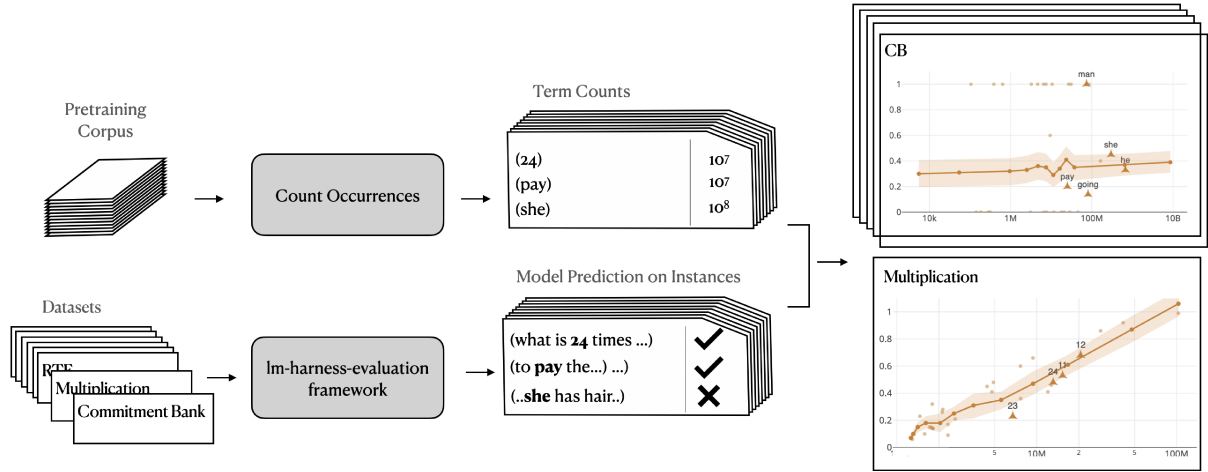 Pretraining
Corpus
Count Occurrences
Term Counts
(24) 10⁷
(pay) 10⁷
(she) 10⁸
Datasets
RTE
Multiplication
Commitment Bank
lm-harness-evaluation
framework
Model Prediction on Instances
(what is 24 times ...)
(to pay the...) ...)
(..she has hair..)
CB
1
0.8
0.6
0.4
0.2
0
man
she
he
pay
going
10k 1M 100M 10B
Multiplication
1
0.8
0.6
0.4
0.2
0
12
24 11
23
5 10M 2 5 100M